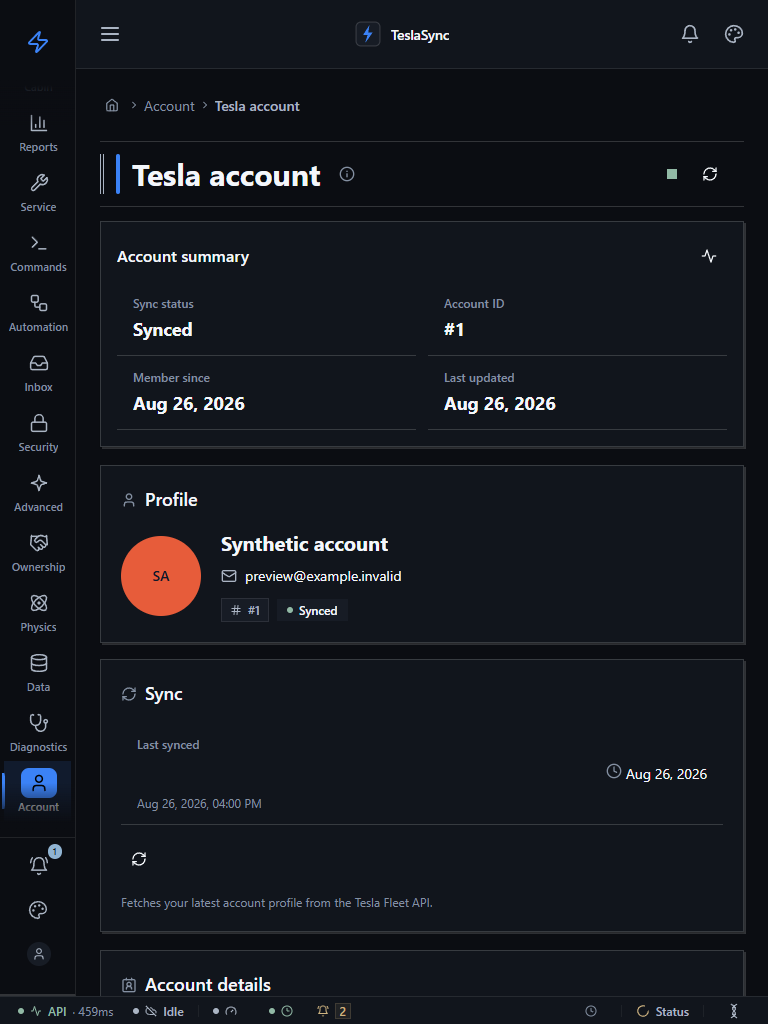 TeslaSync
Account
Tesla account
Reports
Service
Commands
Automation
Inbox
Security
Advanced
Ownership
Physics
Data
Diagnostics
Account
1
Tesla account
Account summary
Sync status
Synced
Account ID
#1
Member since
Aug 26, 2026
Last updated
Aug 26, 2026
Profile
SA
Synthetic account
preview@example.invalid
#1
Synced
Sync
Last synced
Aug 26, 2026
Aug 26, 2026, 04:00 PM
Fetches your latest account profile from the Tesla Fleet API.
Account details
API · 459ms
Idle
2
Status